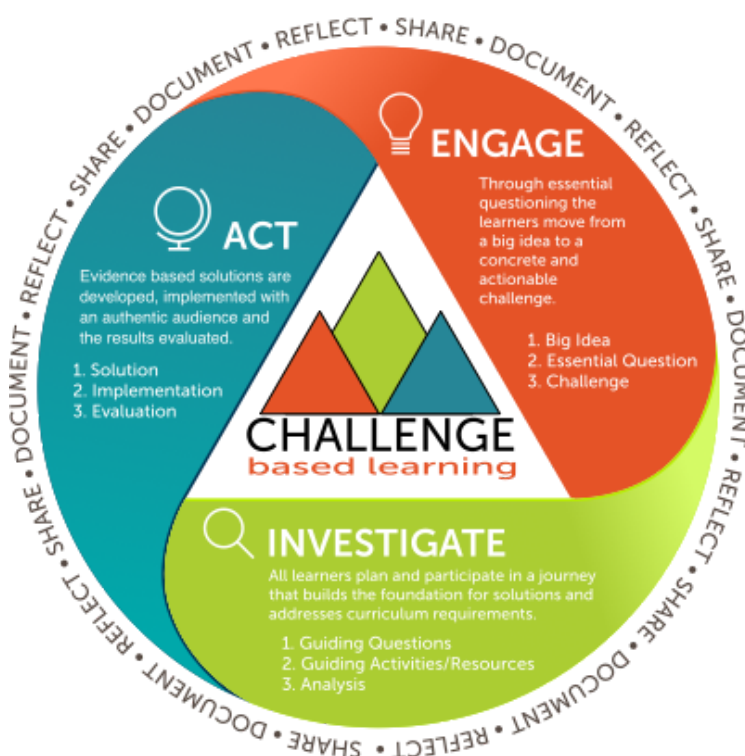 SHARE • DOCUMENT • REFLECT • SHARE • DOCUMENT • REFLECT • SHARE • DOCUMENT • REFLECT • SHARE • DOCUMENT • REFLECT • SHARE • DOCUMENT • REFLECT • SHARE • DOCUMENT • REFLECT •
ENGAGE
Through essential
questioning the
learners move from
a big idea to a
concrete and
actionable
challenge.
1. Big Idea
2. Essential Question
3. Challenge
ACT
Evidence based solutions are
developed, implemented with
an authentic audience and
the results evaluated.
1. Solution
2. Implementation
3. Evaluation
CHALLENGE
based learning
INVESTIGATE
All learners plan and participate in a journey
that builds the foundation for solutions and
addresses curriculum requirements.
1. Guiding Questions
2. Guiding Activities/Resources
3. Analysis